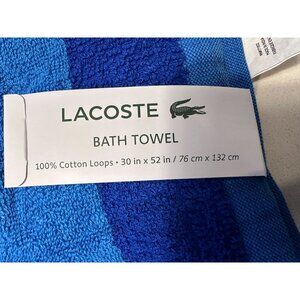 LACOSTE
BATH TOWEL
100% Cotton Loops • 30 in x 52 in / 76 cm x 132 cm